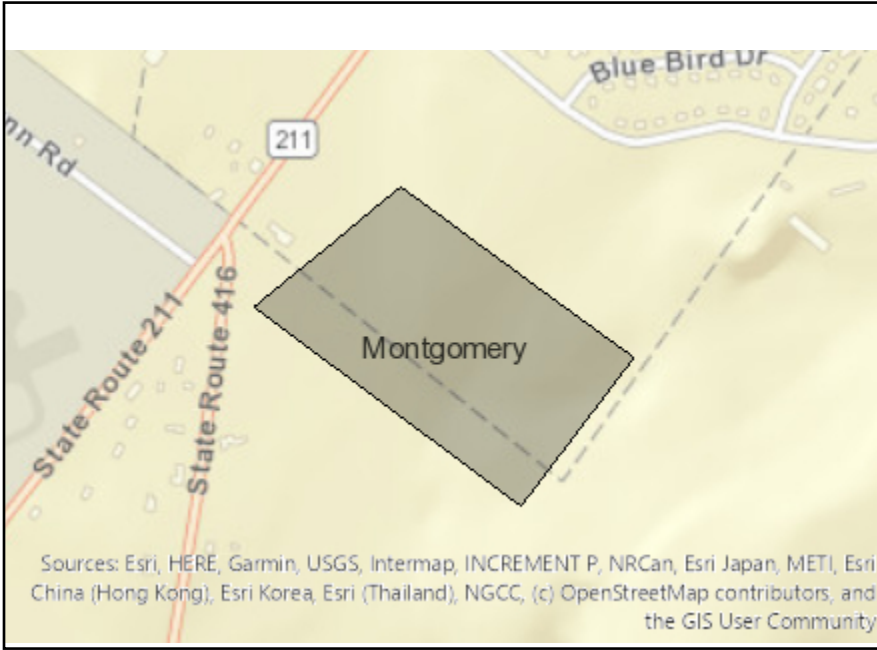 Blue Bird Dr
211
nn Rd
State Route 211
State Route 416
Montgomery
Sources: Esri, HERE, Garmin, USGS, Intermap, INCREMENT P, NRCan, Esri Japan, METI, Esri
China (Hong Kong), Esri Korea, Esri (Thailand), NGCC, (c) OpenStreetMap contributors, and
the GIS User Community